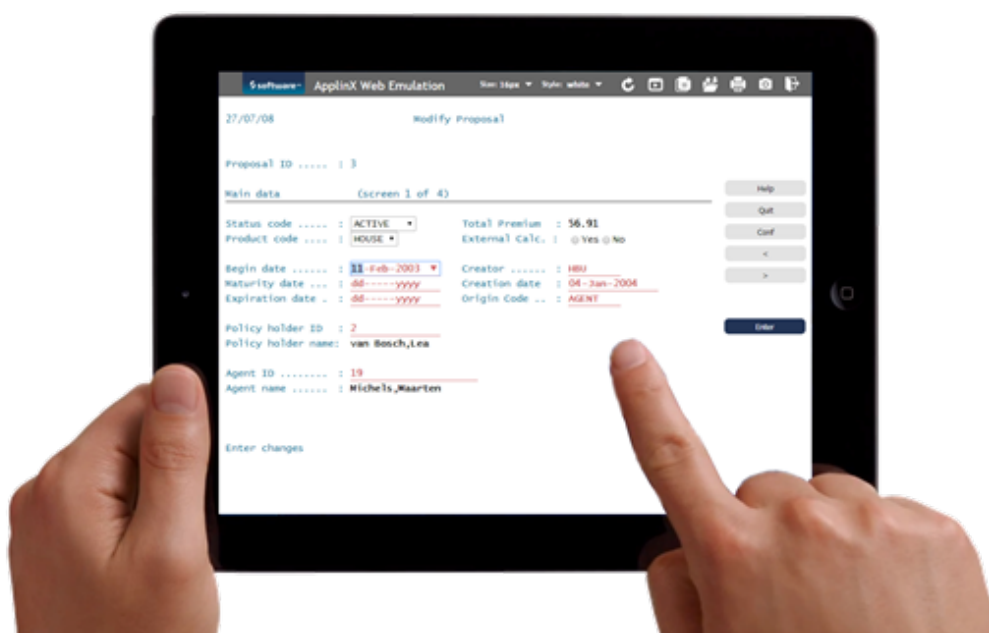 software ApplinX Web Emulation Size: 16px Style: white
27/07/08 Modify Proposal
Proposal ID ..... : 3
Main data (screen 1 of 4)
Status code ..... : ACTIVE Total Premium : 56.91
Product code .... : HOUSE External Calc. : Yes No
Begin date ...... : 11-Feb-2003 Creator ...... : HBU
Maturity date ... : dd-----yyyy Creation date : 04-Jan-2004
Expiration date . : dd-----yyyy Origin Code .. : AGENT
Policy holder ID : 2
Policy holder name: van Bosch,Lea
Agent ID ........ : 19
Agent name ...... : Michels,Maarten
Enter changes
Help
Quit
Conf
<
>
Enter